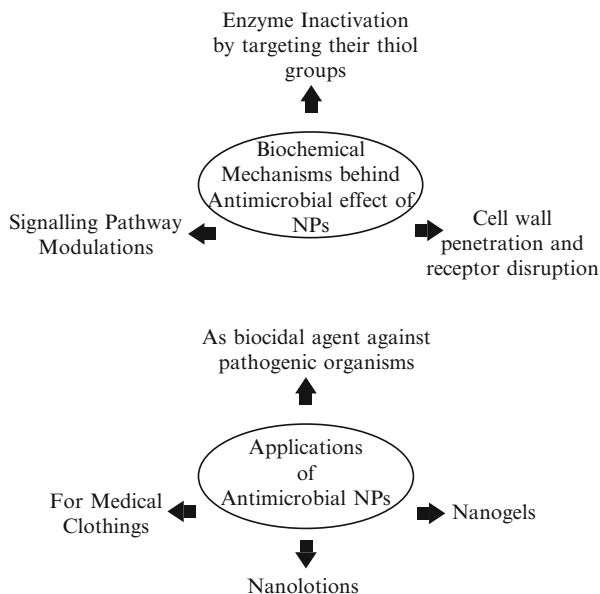 Enzyme Inactivation
by targeting their thiol
groups
Biochemical
Mechanisms behind
Antimicrobial effect of
NPs
Signalling Pathway
Modulations
Cell wall
penetration and
receptor disruption
As biocidal agent against
pathogenic organisms
Applications
of
Antimicrobial NPs
For Medical
Clothings
Nanogels
Nanolotions